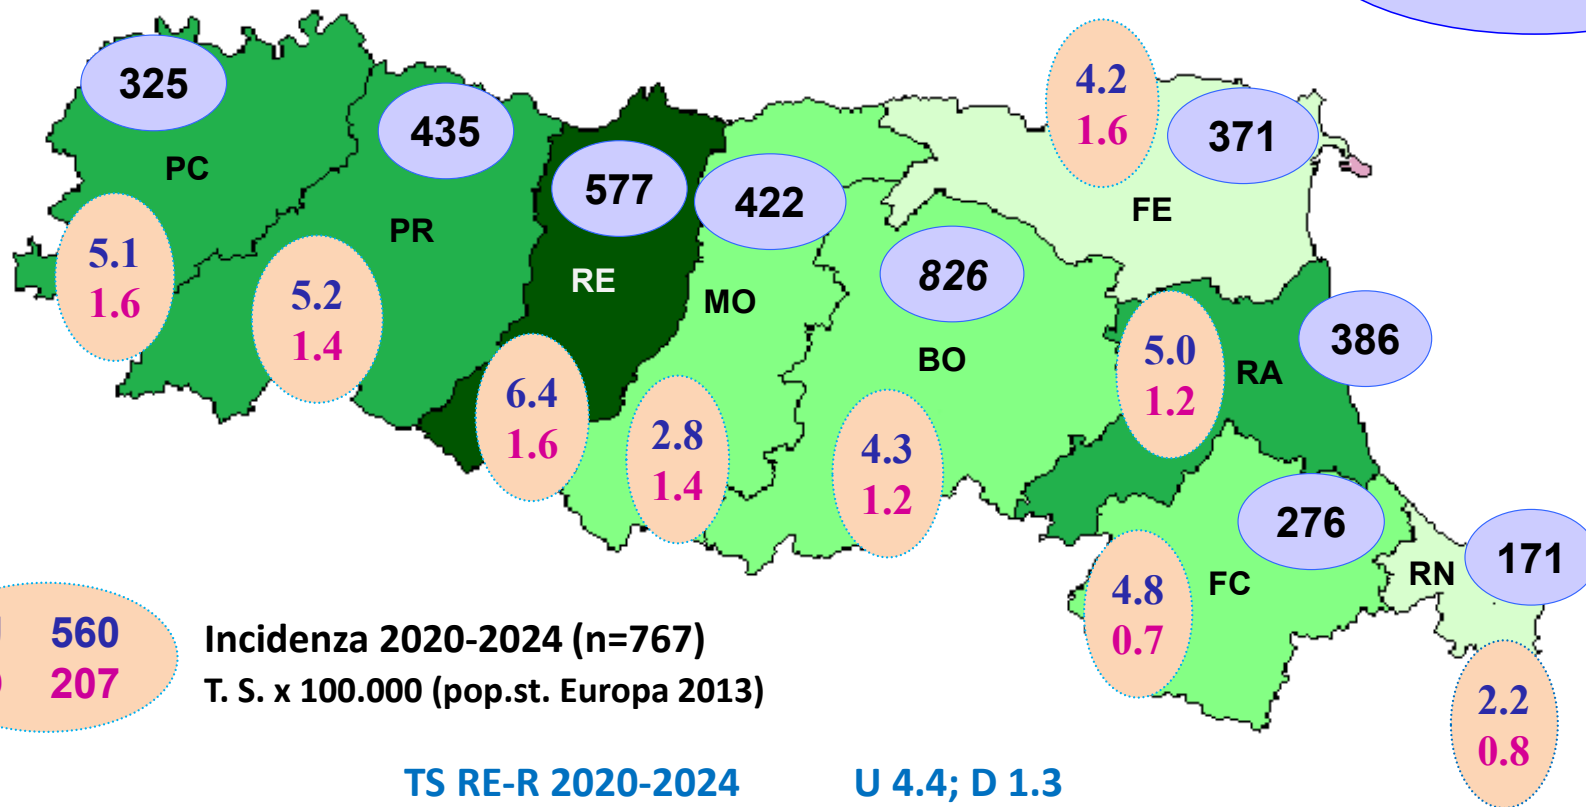 325
PC
5.1
1.6
435
PR
5.2
1.4
577
RE
6.4
1.6
422
MO
2.8
1.4
826
BO
4.3
1.2
4.2
1.6
371
FE
5.0
1.2
RA
386
276
FC
4.8
0.7
RN
171
2.2
0.8
560
207
Incidenza 2020-2024 (n=767)
T. S. x 100.000 (pop.st. Europa 2013)
TS RE-R 2020-2024 U 4.4; D 1.3